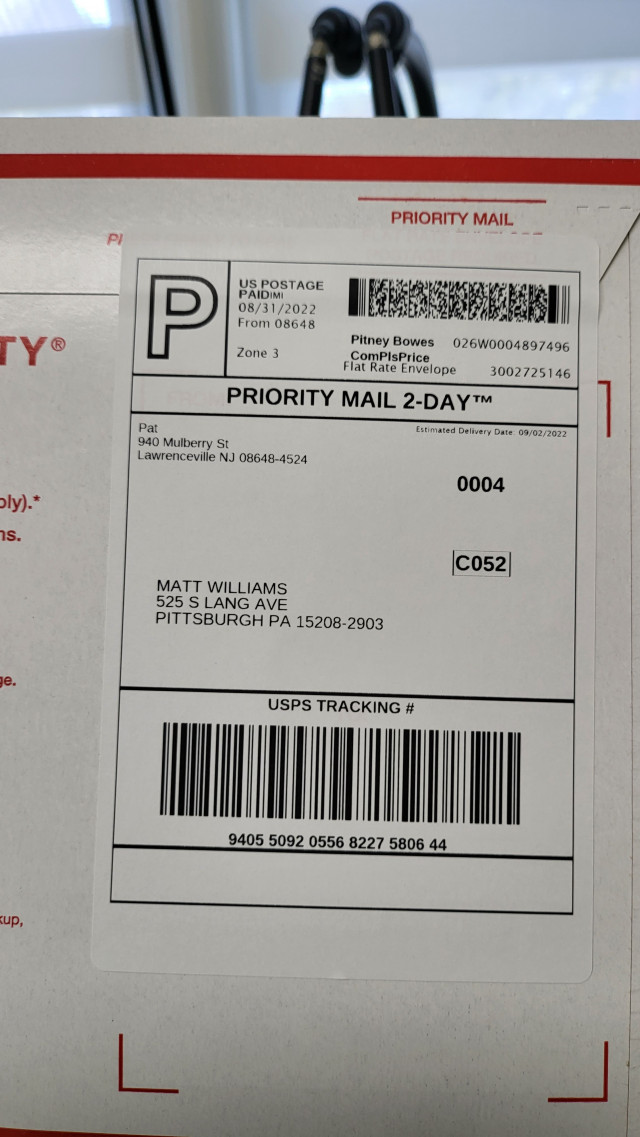 PRIORITY MAIL
TY®
ply).*
ns.
ge.
kup,
P
US POSTAGE
PAID IMI
08/31/2022
From 08648
Zone 3
Pitney Bowes 026W0004897496
ComPlsPrice
Flat Rate Envelope 3002725146
PRIORITY MAIL 2-DAY™
Pat
940 Mulberry St
Lawrenceville NJ 08648-4524
Estimated Delivery Date: 09/02/2022
0004
C052
MATT WILLIAMS
525 S LANG AVE
PITTSBURGH PA 15208-2903
USPS TRACKING #
9405 5092 0556 8227 5806 44